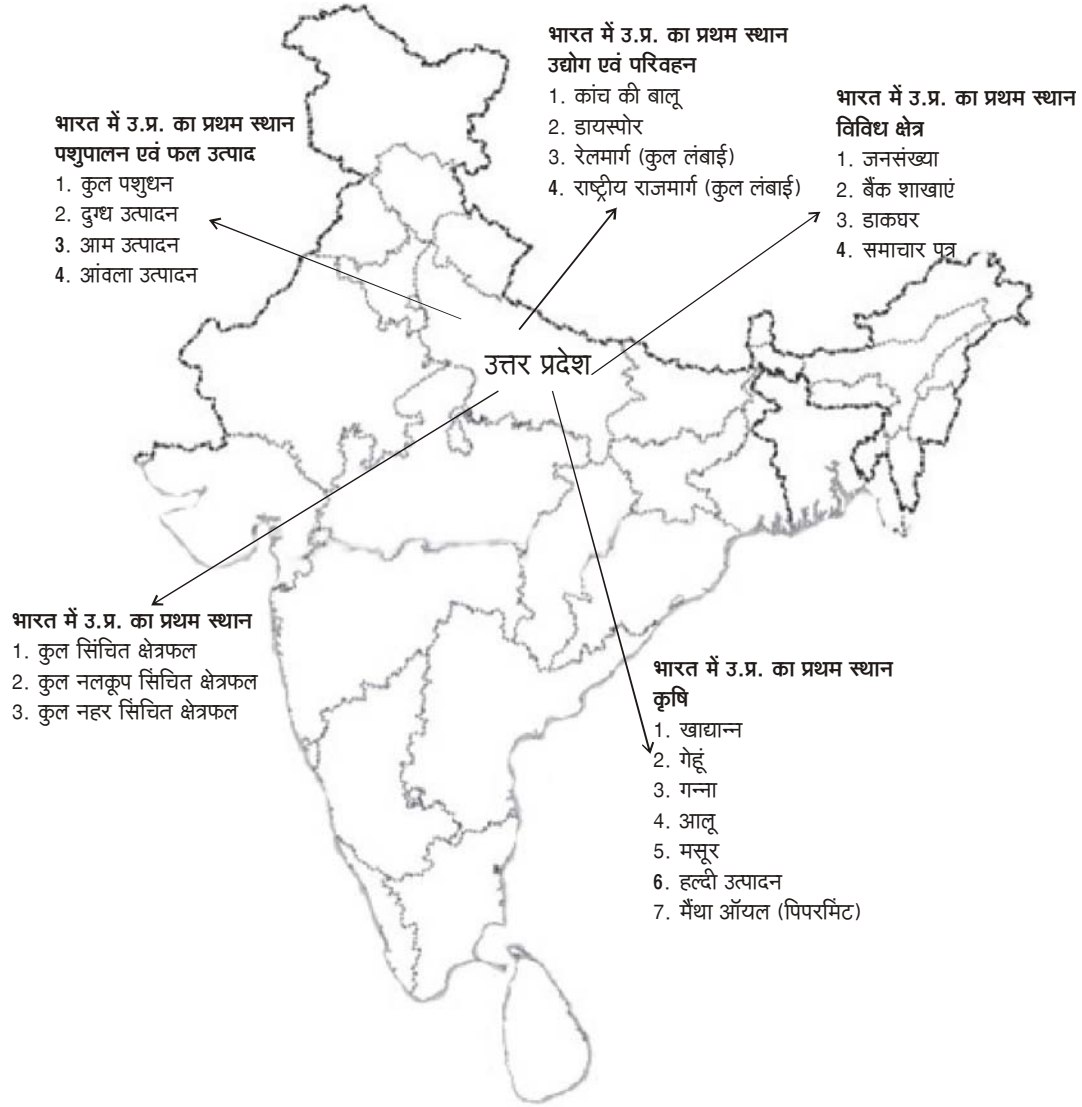 भारत में उ.प्र. का प्रथम स्थान
उद्योग एवं परिवहन
1. कांच की बालू
2. डायस्पोर
3. रेलमार्ग (कुल लंबाई)
4. राष्ट्रीय राजमार्ग (कुल लंबाई)
भारत में उ.प्र. का प्रथम स्थान
विविध क्षेत्र
1. जनसंख्या
2. बैंक शाखाएं
3. डाकघर
4. समाचार पत्र
भारत में उ.प्र. का प्रथम स्थान
पशुपालन एवं फल उत्पाद
1. कुल पशुधन
2. दुग्ध उत्पादन
3. आम उत्पादन
4. आंवला उत्पादन
उत्तर प्रदेश
भारत में उ.प्र. का प्रथम स्थान
1. कुल सिंचित क्षेत्रफल
2. कुल नलकूप सिंचित क्षेत्रफल
3. कुल नहर सिंचित क्षेत्रफल
भारत में उ.प्र. का प्रथम स्थान
कृषि
1. खाद्यान्न
2. गेहूं
3. गन्ना
4. आलू
5. मसूर
6. हल्दी उत्पादन
7. मैंथा ऑयल (पिपरमिंट)